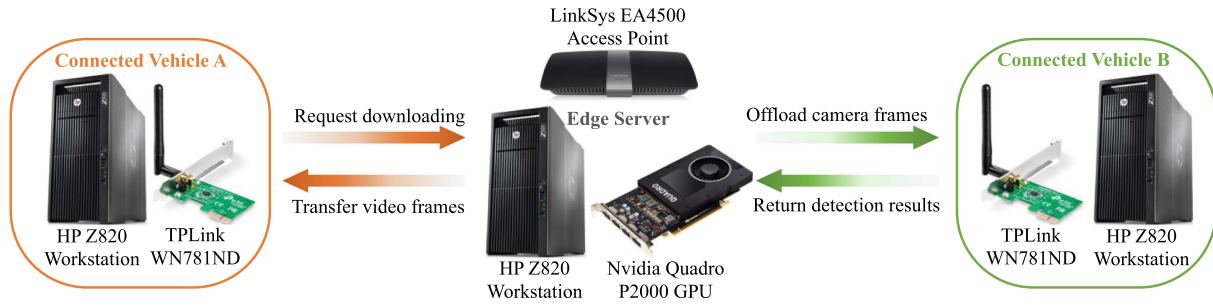 LinkSys EA4500
Access Point
Connected Vehicle A
HP Z820
Workstation
TPLink
WN781ND
Request downloading
Transfer video frames
Edge Server
QUADRO
HP Z820
Workstation
Nvidia Quadro
P2000 GPU
Offload camera frames
Return detection results
Connected Vehicle B
TPLink
WN781ND
HP Z820
Workstation